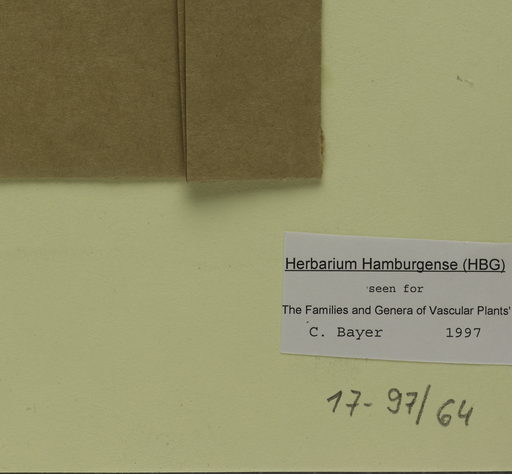 Herbarium Hamburgense (HBG)
seen for
The Families and Genera of Vascular Plants'
C. Bayer 1997
17-97/64